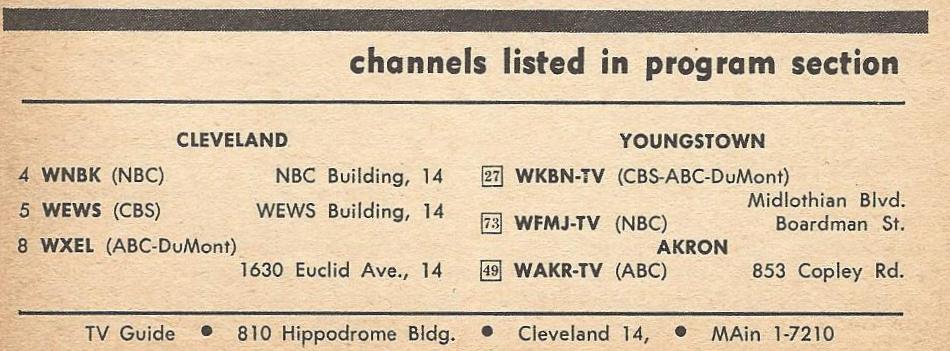 channels listed in program section
CLEVELAND
4 WNBK (NBC) NBC Building, 14
5 WEWS (CBS) WEWS Building, 14
8 WXEL (ABC-DuMont)
1630 Euclid Ave., 14
YOUNGSTOWN
27 WKBN-TV (CBS-ABC-DuMont)
Midlothian Blvd.
73 WFMJ-TV (NBC) Boardman St.
AKRON
49 WAKR-TV (ABC) 853 Copley Rd.
TV Guide ● 810 Hippodrome Bldg. ● Cleveland 14, ● MAin 1-7210